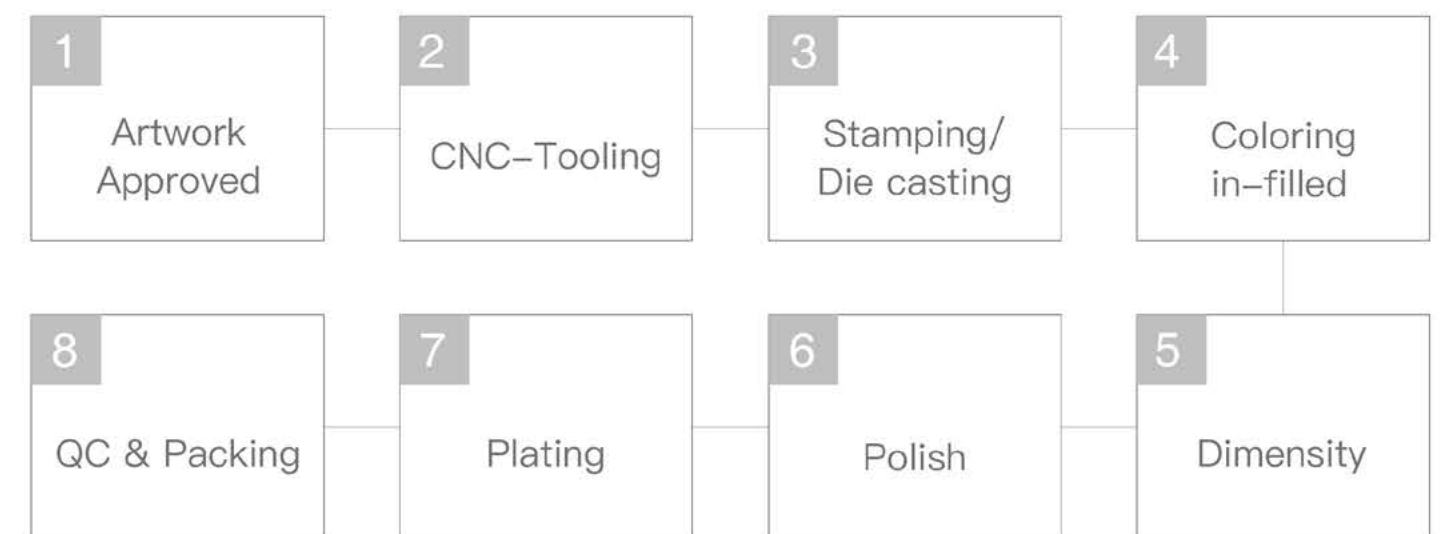 1
Artwork
Approved
2
CNC–Tooling
3
Stamping/
Die casting
4
Coloring
in–filled
5
Dimensity
6
Polish
7
Plating
8
QC & Packing